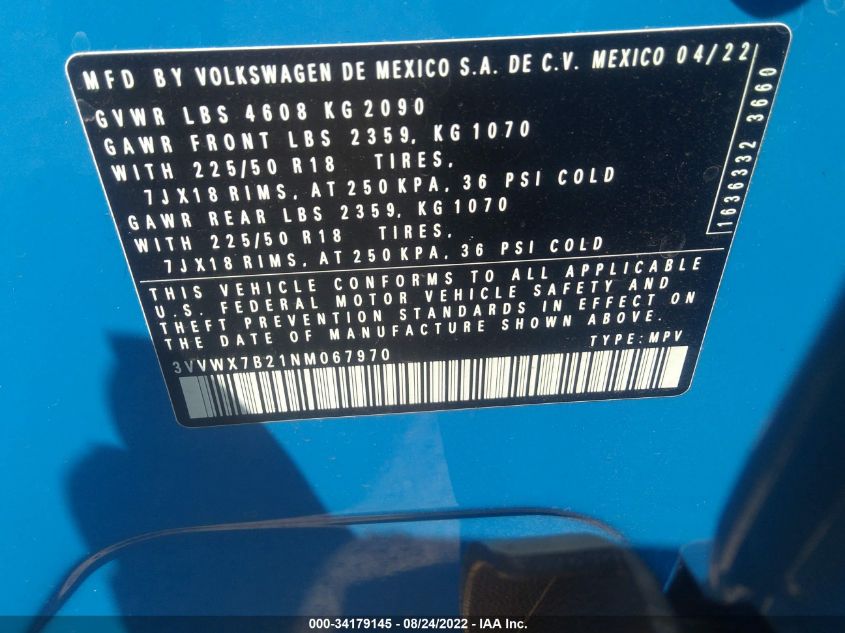 MFD BY VOLKSWAGEN DE MEXICO S.A. DE C.V. MEXICO 04/22
GVWR LBS 4608 KG 2090
GAWR FRONT LBS 2359, KG 1070
WITH 225/50 R18 TIRES,
7JX18 RIMS, AT 250 KPA, 36 PSI COLD
GAWR REAR LBS 2359, KG 1070
WITH 225/50 R18 TIRES,
7JX18 RIMS, AT 250 KPA, 36 PSI COLD
THIS VEHICLE CONFORMS TO ALL APPLICABLE
U.S. FEDERAL MOTOR VEHICLE SAFETY AND
THEFT PREVENTION STANDARDS IN EFFECT ON
THE DATE OF MANUFACTURE SHOWN ABOVE.
TYPE: MPV
3VVWX7B21NM067970
1636332 3660
000-34179145 - 08/24/2022 - IAA Inc.